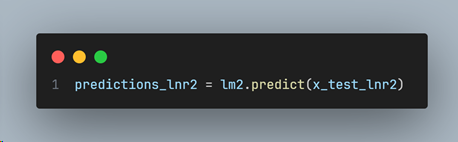 1 predictions_lnr2 = lm2.predict(x_test_lnr2)